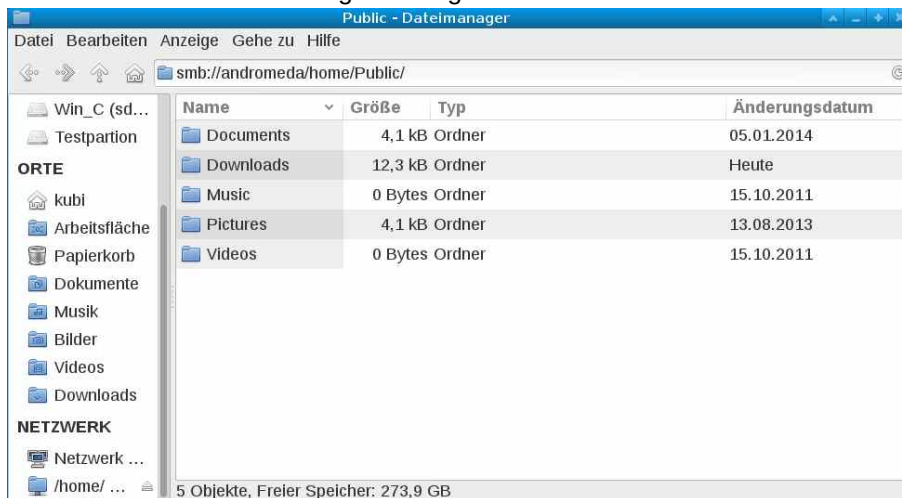 Public - Dateimanager
Datei Bearbeiten Anzeige Gehe zu Hilfe
smb://andromeda/home/Public/
Win_C (sd...
Testpartion
ORTE
kubi
Arbeitsfläche
Papierkorb
Dokumente
Musik
Bilder
Videos
Downloads
NETZWERK
Netzwerk ...
/home/ ...
Name Größe Typ Änderungsdatum
Documents 4,1 kB Ordner 05.01.2014
Downloads 12,3 kB Ordner Heute
Music 0 Bytes Ordner 15.10.2011
Pictures 4,1 kB Ordner 13.08.2013
Videos 0 Bytes Ordner 15.10.2011
5 Objekte, Freier Speicher: 273,9 GB